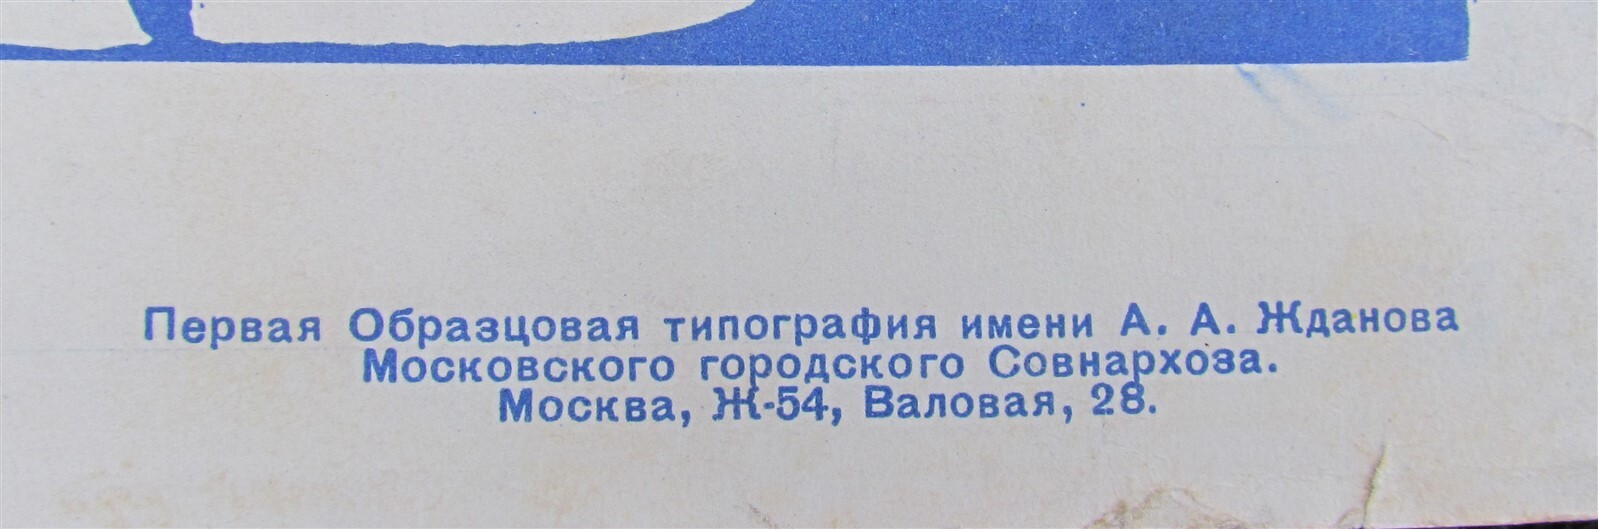 Первая Образцовая типография имени А. А. Жданова
Московского городского Совнархоза.
Москва, Ж-54, Валовая, 28.